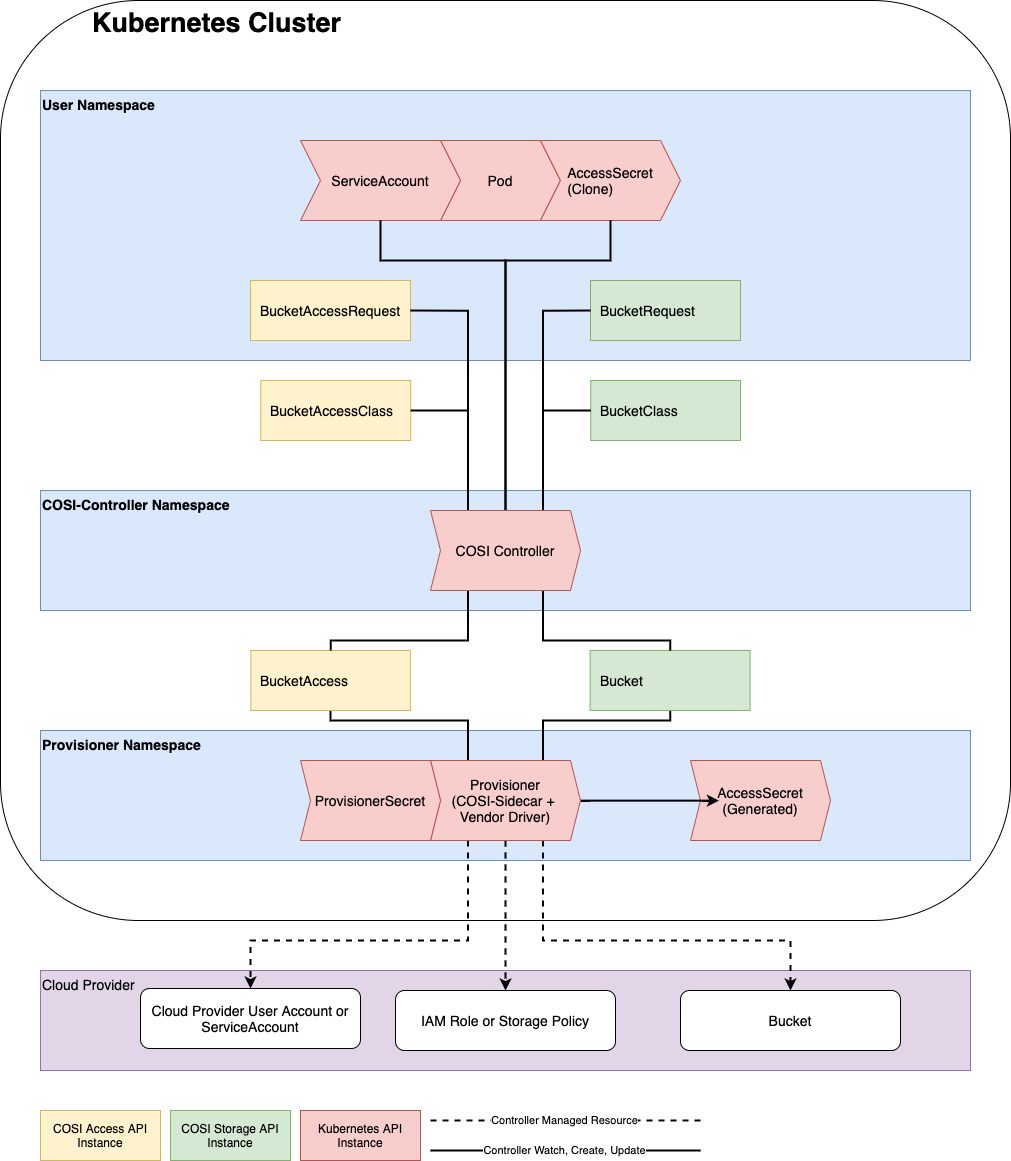 Kubernetes Cluster
User Namespace
ServiceAccount
Pod
AccessSecret
(Clone)
BucketAccessRequest
BucketRequest
BucketAccessClass
BucketClass
COSI-Controller Namespace
COSI Controller
BucketAccess
Bucket
Provisioner Namespace
ProvisionerSecret
Provisioner
(COSI-Sidecar +
Vendor Driver)
AccessSecret
(Generated)
Cloud Provider
Cloud Provider User Account or
ServiceAccount
IAM Role or Storage Policy
Bucket
COSI Access API
Instance
COSI Storage API
Instance
Kubernetes API
Instance
Controller Managed Resource
Controller Watch, Create, Update